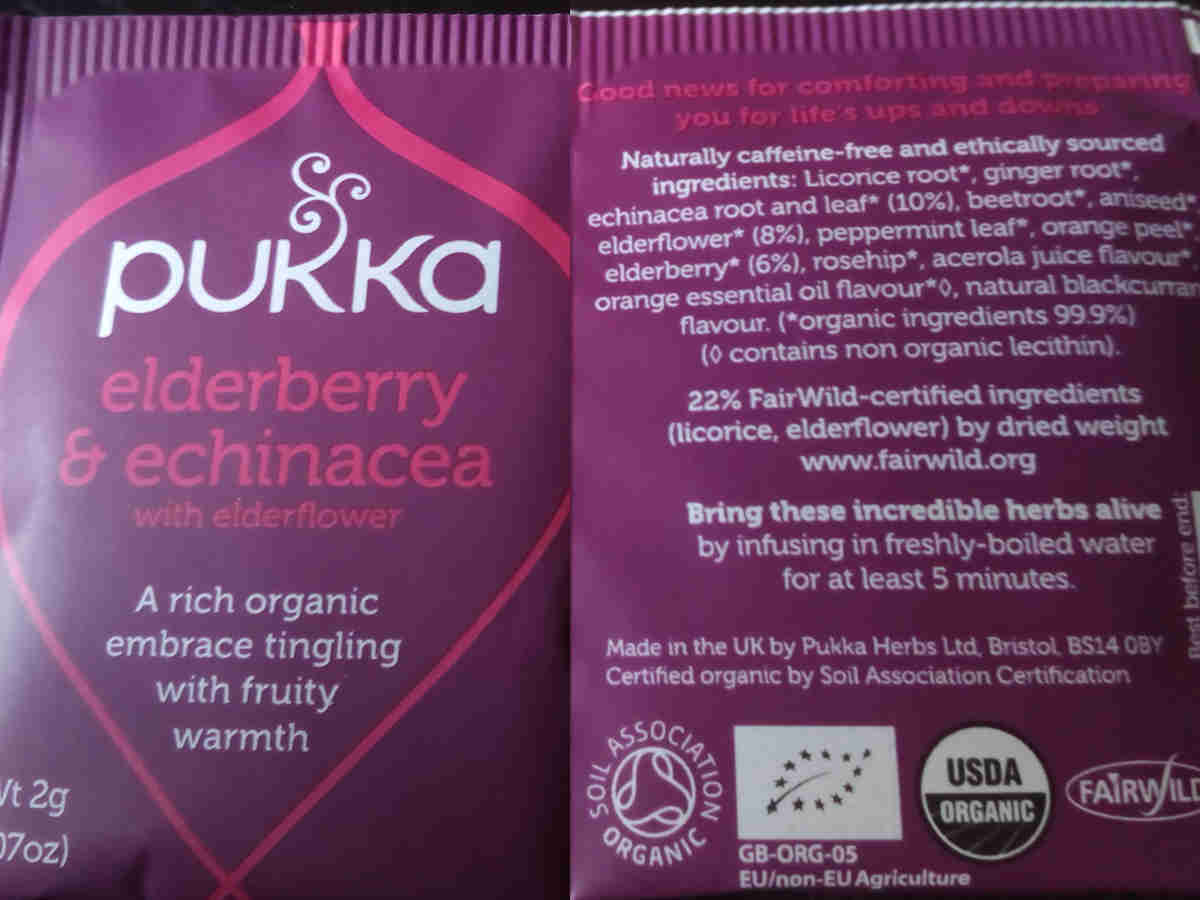 pukka
elderberry
& echinacea
with elderflower
A rich organic
embrace tingling
with fruity
warmth
2g
07oz)
Good news for comforting and preparing
you for life's ups and downs
Naturally caffeine-free and ethically sourced
ingredients: Licorice root*, ginger root*,
echinacea root and leaf* (10%), beetroot*, aniseed*
elderflower* (8%), peppermint leaf*, orange peel*
elderberry* (6%), rosehip*, acerola juice flavour*
orange essential oil flavour*◊, natural blackcurran
flavour. (*organic ingredients 99.9%)
(◊ contains non organic lecithin).
22% FairWild-certified ingredients
(licorice, elderflower) by dried weight
www.fairwild.org
Bring these incredible herbs alive
by infusing in freshly-boiled water
for at least 5 minutes.
Best before end:
Made in the UK by Pukka Herbs Ltd, Bristol, BS14 0BY
Certified organic by Soil Association Certification
SOIL ASSOCIATION
ORGANIC
GB-ORG-05
EU/non-EU Agriculture
USDA
ORGANIC
FAIRWILD